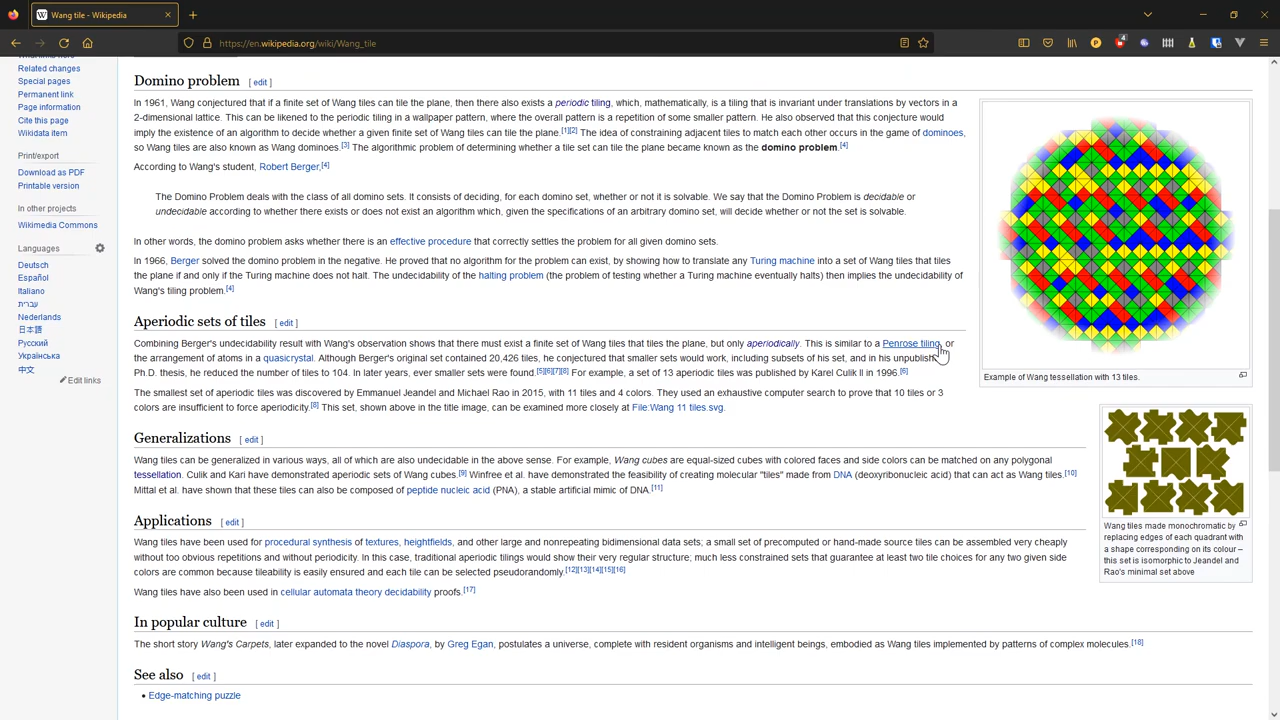 Wang tile - Wikipedia
https://en.wikipedia.org/wiki/Wang_tile
4
Related changes
Special pages
Permanent link
Page information
Cite this page
Wikidata item
Print/export
Download as PDF
Printable version
In other projects
Wikimedia Commons
Languages
Deutsch
Español
Italiano
עברית
Nederlands
日本語
Русский
Українська
中文
Edit links
Domino problem [ edit ]
In 1961, Wang conjectured that if a finite set of Wang tiles can tile the plane, then there also exists a periodic tiling, which, mathematically, is a tiling that is invariant under translations by vectors in a
2-dimensional lattice. This can be likened to the periodic tiling in a wallpaper pattern, where the overall pattern is a repetition of some smaller pattern. He also observed that this conjecture would
imply the existence of an algorithm to decide whether a given finite set of Wang tiles can tile the plane.[1][2] The idea of constraining adjacent tiles to match each other occurs in the game of dominoes,
so Wang tiles are also known as Wang dominoes.[3] The algorithmic problem of determining whether a tile set can tile the plane became known as the domino problem.[4]
According to Wang's student, Robert Berger,[4]
The Domino Problem deals with the class of all domino sets. It consists of deciding, for each domino set, whether or not it is solvable. We say that the Domino Problem is decidable or
undecidable according to whether there exists or does not exist an algorithm which, given the specifications of an arbitrary domino set, will decide whether or not the set is solvable.
In other words, the domino problem asks whether there is an effective procedure that correctly settles the problem for all given domino sets.
In 1966, Berger solved the domino problem in the negative. He proved that no algorithm for the problem can exist, by showing how to translate any Turing machine into a set of Wang tiles that tiles
the plane if and only if the Turing machine does not halt. The undecidability of the halting problem (the problem of testing whether a Turing machine eventually halts) then implies the undecidability of
Wang's tiling problem.[4]
Example of Wang tessellation with 13 tiles.
Aperiodic sets of tiles [ edit ]
Combining Berger's undecidability result with Wang's observation shows that there must exist a finite set of Wang tiles that tiles the plane, but only aperiodically. This is similar to a Penrose tiling, or
the arrangement of atoms in a quasicrystal. Although Berger's original set contained 20,426 tiles, he conjectured that smaller sets would work, including subsets of his set, and in his unpublish
Ph.D. thesis, he reduced the number of tiles to 104. In later years, ever smaller sets were found.[5][6][7][8] For example, a set of 13 aperiodic tiles was published by Karel Culik II in 1996.[6]
The smallest set of aperiodic tiles was discovered by Emmanuel Jeandel and Michael Rao in 2015, with 11 tiles and 4 colors. They used an exhaustive computer search to prove that 10 tiles or 3
colors are insufficient to force aperiodicity.[8] This set, shown above in the title image, can be examined more closely at File:Wang 11 tiles.svg.
Generalizations [ edit ]
Wang tiles can be generalized in various ways, all of which are also undecidable in the above sense. For example, Wang cubes are equal-sized cubes with colored faces and side colors can be matched on any polygonal
tessellation. Culik and Kari have demonstrated aperiodic sets of Wang cubes.[9] Winfree et al. have demonstrated the feasibility of creating molecular "tiles" made from DNA (deoxyribonucleic acid) that can act as Wang tiles.[10]
Mittal et al. have shown that these tiles can also be composed of peptide nucleic acid (PNA), a stable artificial mimic of DNA.[11]
Wang tiles made monochromatic by
replacing edges of each quadrant with
a shape corresponding on its colour –
this set is isomorphic to Jeandel and
Rao's minimal set above
Applications [ edit ]
Wang tiles have been used for procedural synthesis of textures, heightfields, and other large and nonrepeating bidimensional data sets; a small set of precomputed or hand-made source tiles can be assembled very cheaply
without too obvious repetitions and without periodicity. In this case, traditional aperiodic tilings would show their very regular structure; much less constrained sets that guarantee at least two tile choices for any two given side
colors are common because tileability is easily ensured and each tile can be selected pseudorandomly.[12][13][14][15][16]
Wang tiles have also been used in cellular automata theory decidability proofs.[17]
In popular culture [ edit ]
The short story Wang's Carpets, later expanded to the novel Diaspora, by Greg Egan, postulates a universe, complete with resident organisms and intelligent beings, embodied as Wang tiles implemented by patterns of complex molecules.[18]
See also [ edit ]
• Edge-matching puzzle